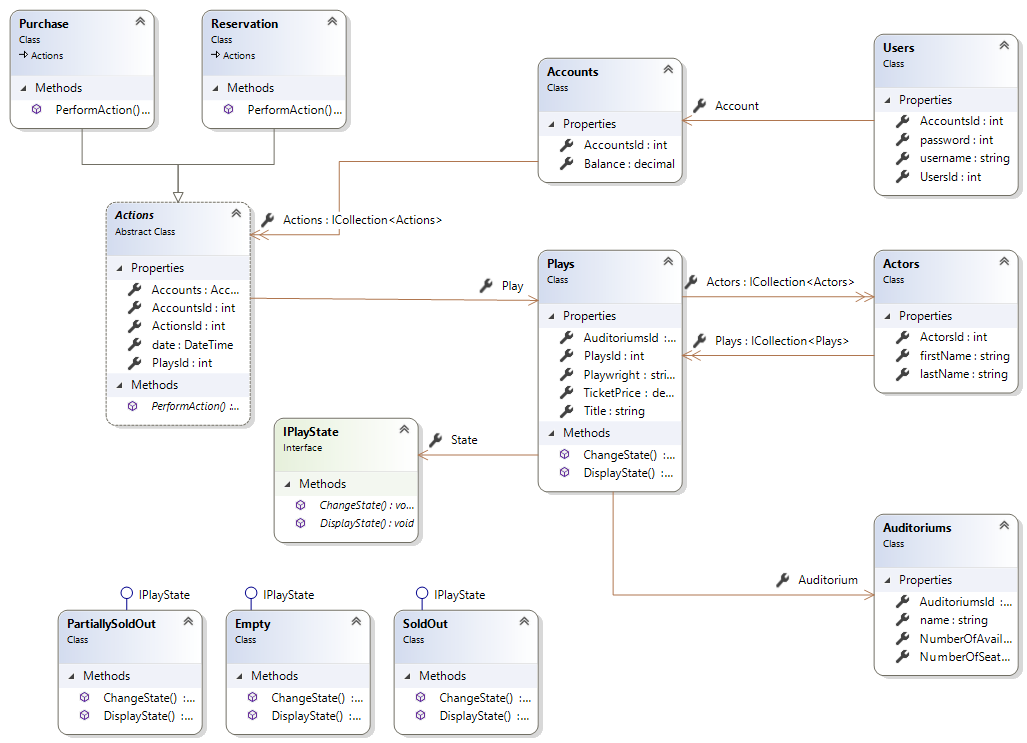 Purchase
Class
Actions
Methods
PerformAction()...
Reservation
Class
Actions
Methods
PerformAction()...
Accounts
Class
Properties
AccountsId : int
Balance : decimal
Account
Users
Class
Properties
AccountsId : int
password : int
username : string
UsersId : int
Actions
Abstract Class
Properties
Accounts : Acc...
AccountsId : int
ActionsId : int
date : DateTime
PlaysId : int
Methods
PerformAction() :...
Actions : ICollection<Actions>
Play
Plays
Class
Properties
AuditoriumsId :...
PlaysId : int
Playwright : stri...
TicketPrice : de...
Title : string
Methods
ChangeState() :...
DisplayState() :...
Actors : ICollection<Actors>
Plays : ICollection<Plays>
Actors
Class
Properties
ActorsId : int
firstName : string
lastName : string
IPlayState
Interface
Methods
ChangeState() : vo...
DisplayState() : void
State
Auditorium
Auditoriums
Class
Properties
AuditoriumsId :...
name : string
NumberOfAvail...
NumberOfSeat...
IPlayState
PartiallySoldOut
Class
Methods
ChangeState() :...
DisplayState() :...
IPlayState
Empty
Class
Methods
ChangeState() :...
DisplayState() :...
IPlayState
SoldOut
Class
Methods
ChangeState() :...
DisplayState() :...